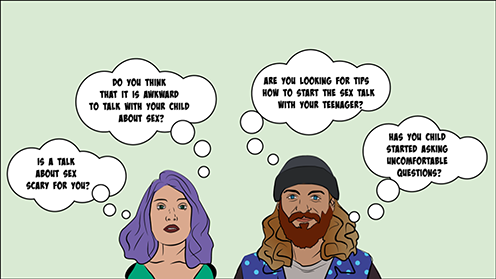 DO YOU THINK
THAT IT IS AWKWARD
TO TALK WITH YOUR CHILD
ABOUT SEX?
ARE YOU LOOKING FOR TIPS
HOW TO START THE SEX TALK
WITH YOUR TEENAGER?
IS A TALK
ABOUT SEX
SCARY FOR YOU?
HAS YOU CHILD
STARTED ASKING
UNCOMFORTABLE
QUESTIONS?